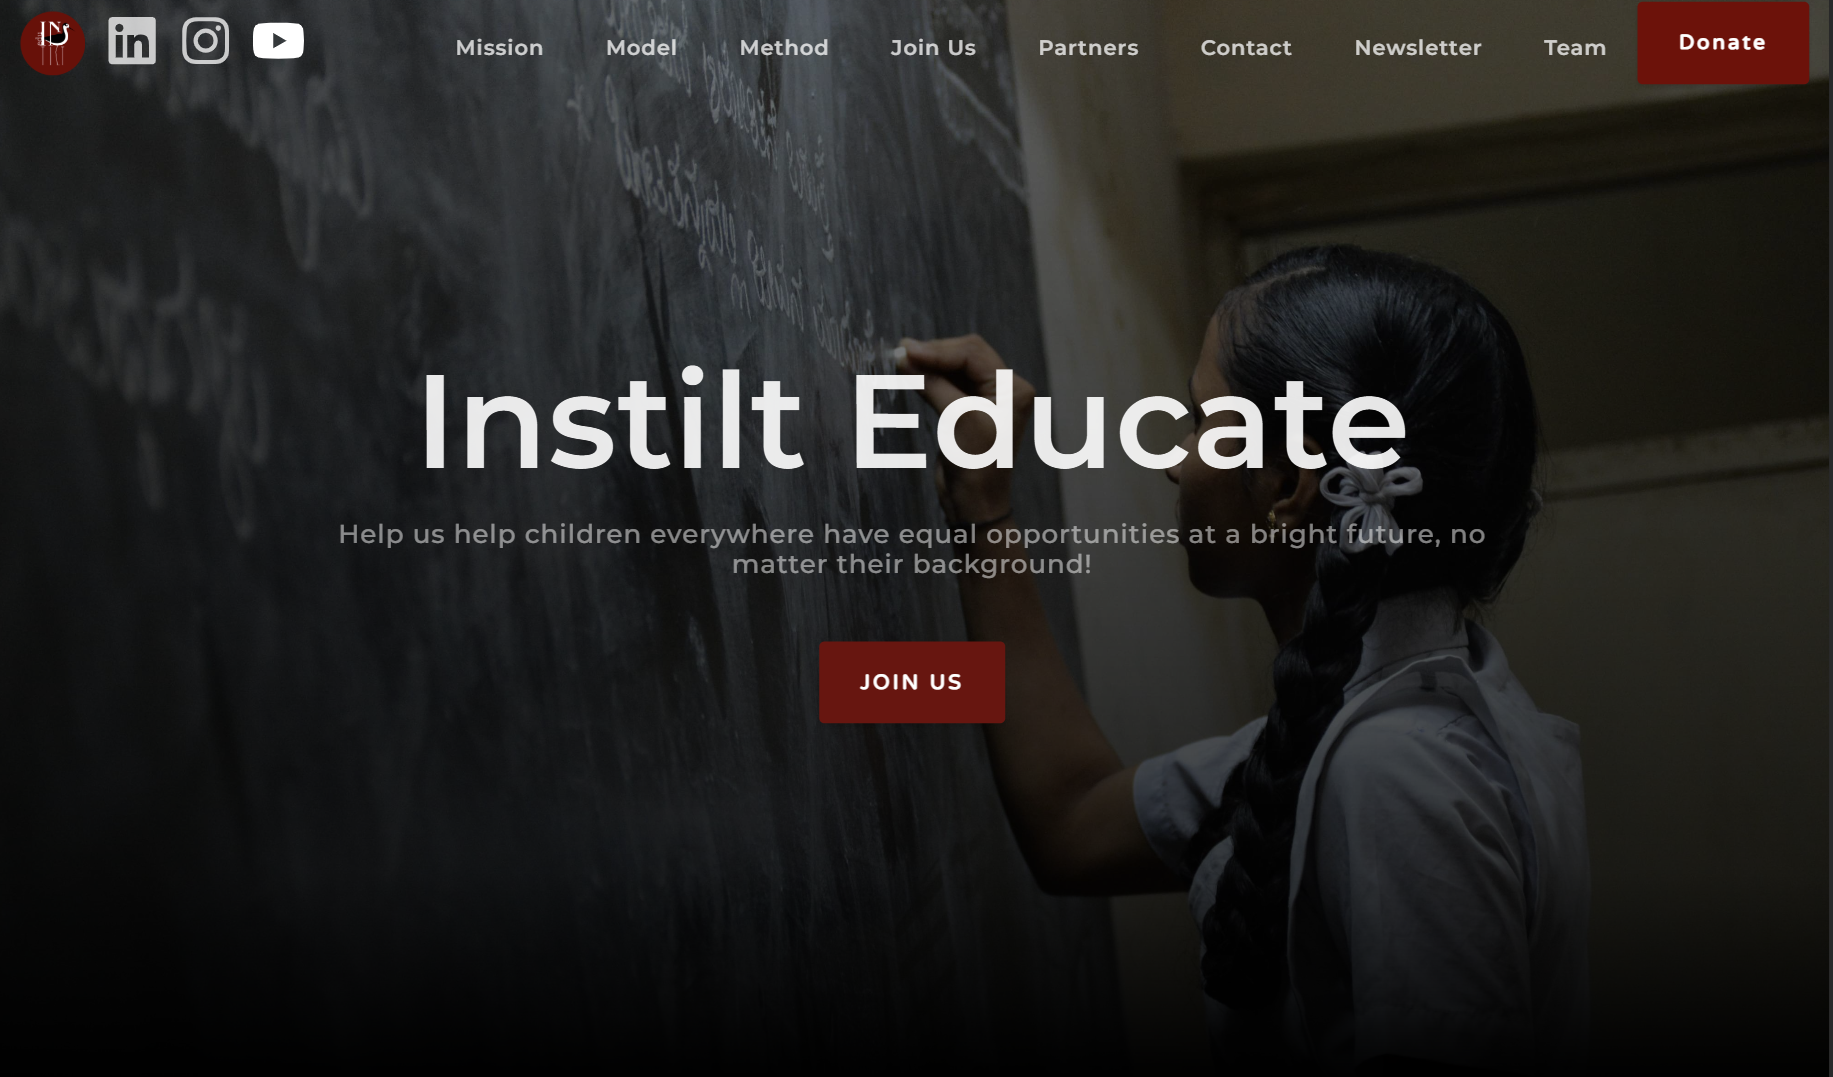 INS
Mission
Model
Method
Join Us
Partners
Contact
Newsletter
Team
Donate
Instilt Educate
Help us help children everywhere have equal opportunities at a bright future, no
matter their background!
JOIN US